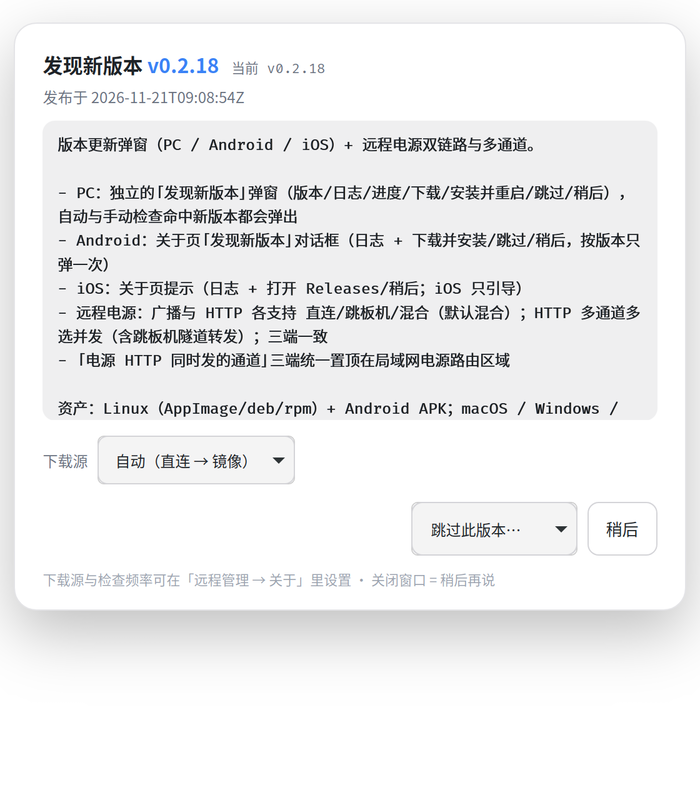 发现新版本 v0.2.18 当前 v0.2.18
发布于 2026-11-21T09:08:54Z
版本更新弹窗（PC / Android / iOS）+ 远程电源双链路与多通道。
- PC：独立的「发现新版本」弹窗（版本/日志/进度/下载/安装并重启/跳过/稍后），
自动与手动检查命中新版本都会弹出
- Android：关于页「发现新版本」对话框（日志 + 下载并安装/跳过/稍后，按版本只
弹一次）
- iOS：关于页提示（日志 + 打开 Releases/稍后；iOS 只引导）
- 远程电源：广播与 HTTP 各支持 直连/跳板机/混合（默认混合）；HTTP 多通道多
选并发（含跳板机隧道转发）；三端一致
- 「电源 HTTP 同时发的通道」三端统一置顶在局域网电源路由区域
资产：Linux（AppImage/deb/rpm）+ Android APK；macOS / Windows /
下载源 自动（直连 → 镜像）
跳过此版本… 稍后
下载源与检查频率可在「远程管理 → 关于」里设置 · 关闭窗口 = 稍后再说